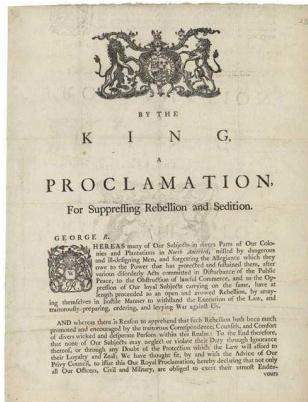 BY THE
KING,
A
PROCLAMATION,
For Suppreſſing Rebellion and Sedition.
GEORGE R.
WHEREAS many of Our Subjects in divers Parts of Our Colo-
nies and Plantations in North America, miſled by dangerous
and ill-deſigning Men, and forgetting the Allegiance which they
owe to the Power that has protected and ſuſtained them, after
various diſorderly Acts committed in Diſturbance of the Publick
Peace, to the Obſtruction of lawful Commerce, and to the Op-
preſſion of Our loyal Subjects carrying on the ſame, have at
length proceeded to an open and avowed Rebellion, by array-
ing themſelves in hoſtile Manner to withſtand the Execution of the Law, and
traitorouſly preparing, ordering, and levying War againſt Us.
AND whereas there is Reaſon to apprehend that ſuch Rebellion hath been much
promoted and encouraged by the traitorous Correſpondence, Counſels, and Comfort
of divers wicked and deſperate Perſons within this Realm: To the End therefore,
that none of Our Subjects may neglect or violate their Duty through Ignorance
thereof, or through any Doubt of the Protection which the Law will afford to
their Loyalty and Zeal; We have thought fit, by and with the Advice of Our
Privy Council, to iſſue this Our Royal Proclamation, hereby declaring that not only
all Our Officers, Civil and Military, are obliged to exert their utmoſt Endea-
vours